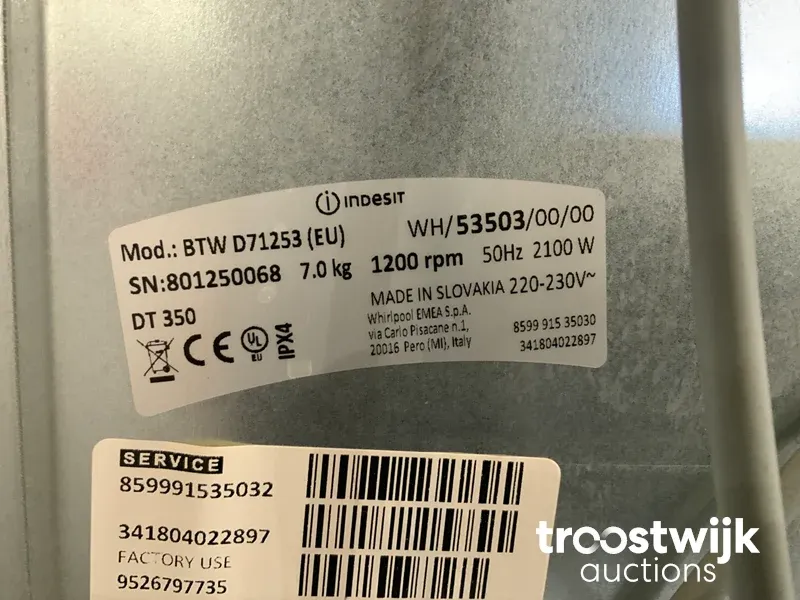 indesit
Mod.: BTW D71253 (EU)
WH/53503/00/00
SN:801250068 7.0 kg 1200 rpm 50Hz 2100 W
DT 350
MADE IN SLOVAKIA 220-230V~
Whirlpool EMEA S.p.A.
via Carlo Pisacane n.1,
20016 Pero (MI), Italy
8599 915 35030
341804022897
CE
UL
EU
IPX4
SERVICE
859991535032
341804022897
FACTORY USE
9526797735
troostwijk
auctions